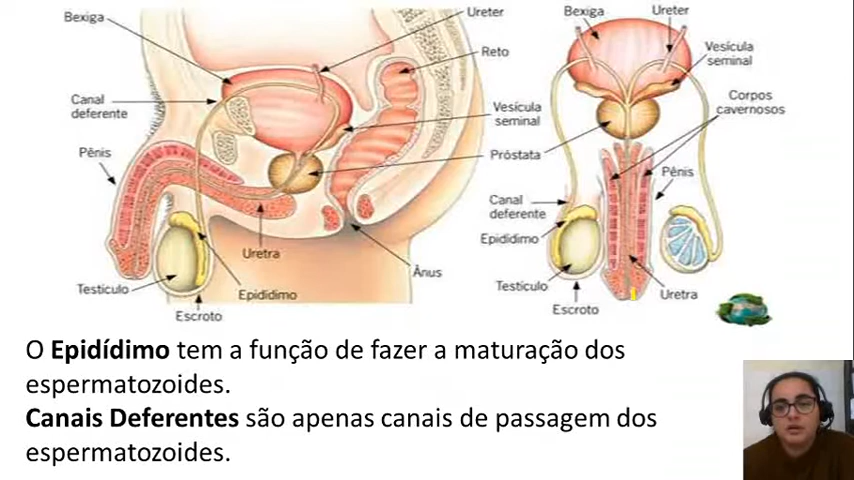 Bexiga
Ureter
Reto
Canal
deferente
Vesícula
seminal
Pênis
Próstata
Uretra
Ânus
Testículo
Epidídimo
Escroto
Bexiga
Ureter
Vesícula
seminal
Corpos
cavernosos
Pênis
Canal
deferente
Epidídimo
Testículo
Uretra
Escroto
O Epidídimo tem a função de fazer a maturação dos
espermatozoides.
Canais Deferentes são apenas canais de passagem dos
espermatozoides.